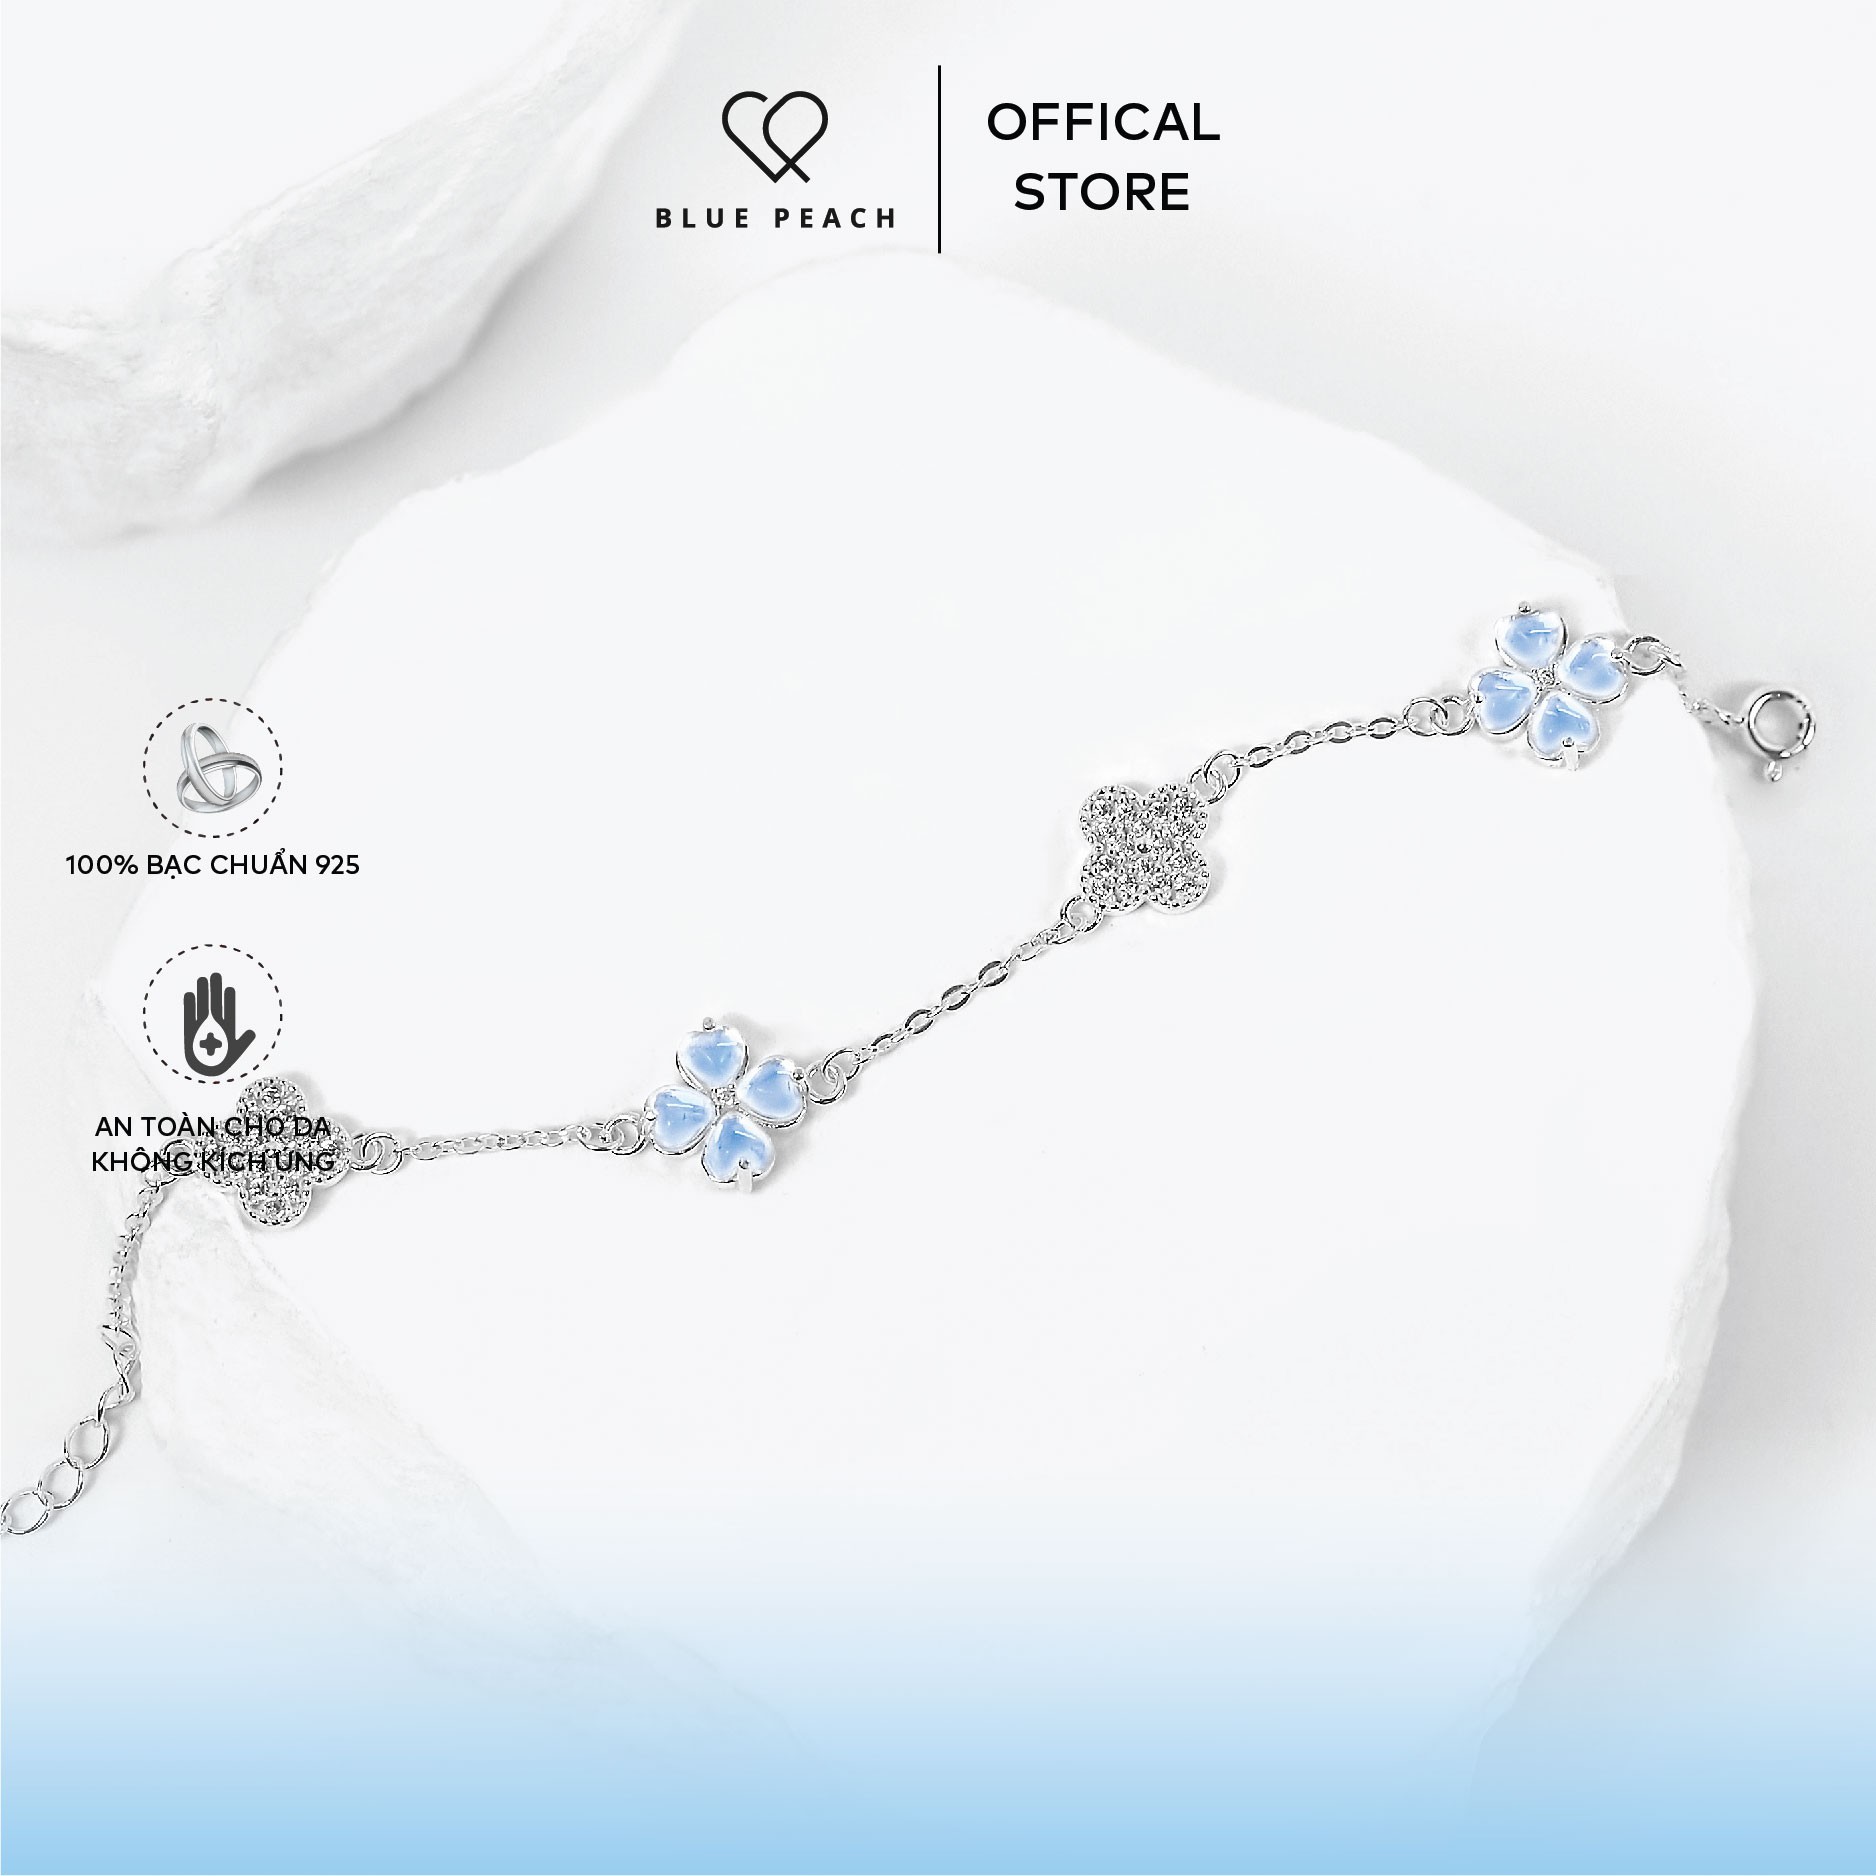 BLUE PEACH
OFFICAL
STORE
100% BẠC CHUẨN 925
AN TOÀN CHO DA
KHÔNG KÍCH ỨNG